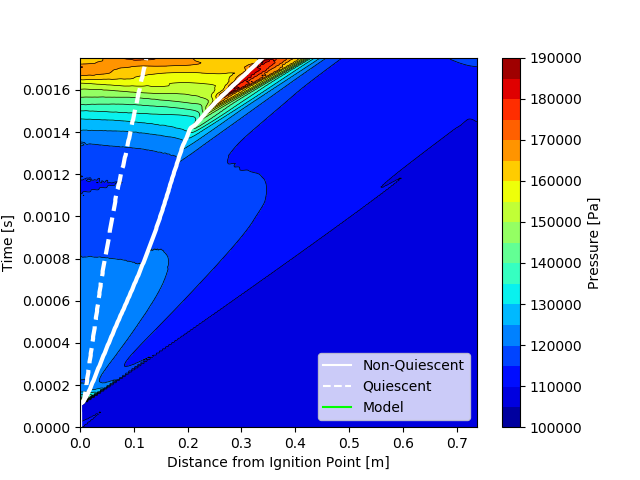 0.0016
0.0014
0.0012
0.0010
0.0008
0.0006
0.0004
0.0002
0.0000
Time [s]
0.0 0.1 0.2 0.3 0.4 0.5 0.6 0.7
Distance from Ignition Point [m]
Non-Quiescent
Quiescent
Model
190000
180000
170000
160000
150000
140000
130000
120000
110000
100000
Pressure [Pa]